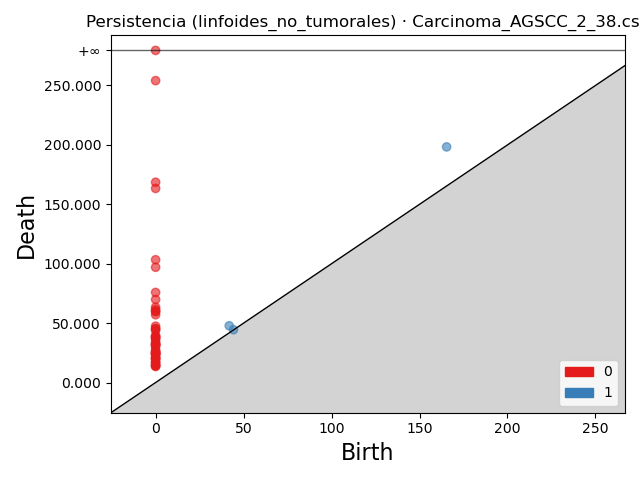 Persistencia (linfoides_no_tumorales) · Carcinoma_AGSCC_2_38.cs
+∞
250.000
200.000
150.000
100.000
50.000
0.000
Death
0
1
0 50 100 150 200 250
Birth